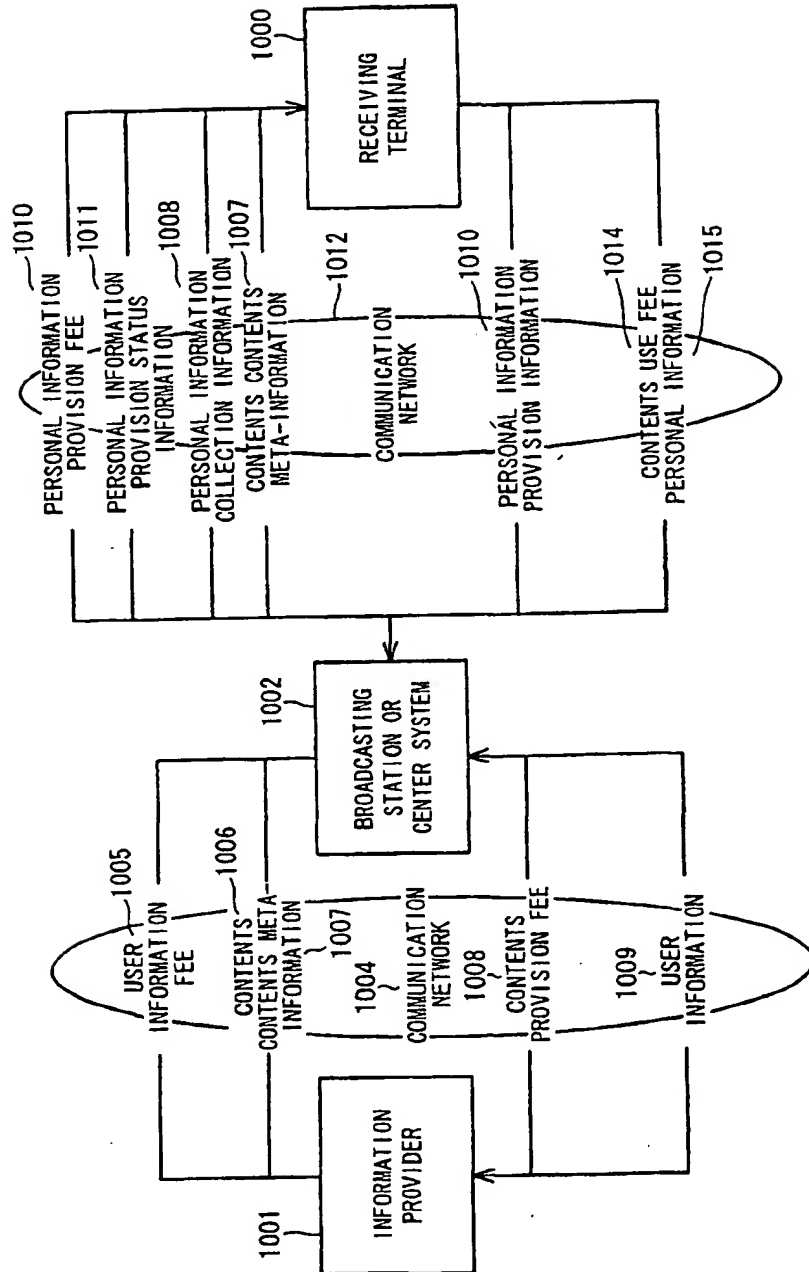 1001
INFORMATION
PROVIDER
1005
USER
INFORMATION
FEE
1006
CONTENTS
CONTENTS META-
INFORMATION
1007
1004
COMMUNICATION
NETWORK
1008
CONTENTS
PROVISION FEE
1009
USER
INFORMATION
1002
BROADCASTING
STATION OR
CENTER SYSTEM
1010
PERSONAL INFORMATION
PROVISION FEE
1011
PERSONAL INFORMATION
PROVISION STATUS
INFORMATION
1008
PERSONAL INFORMATION
COLLECTION INFORMATION
1007
CONTENTS CONTENTS
META-INFORMATION
1012
COMMUNICATION
NETWORK
1010
PERSONAL INFORMATION
PROVISION INFORMATION
1014
CONTENTS USE FEE
PERSONAL INFORMATION
1015
1000
RECEIVING
TERMINAL